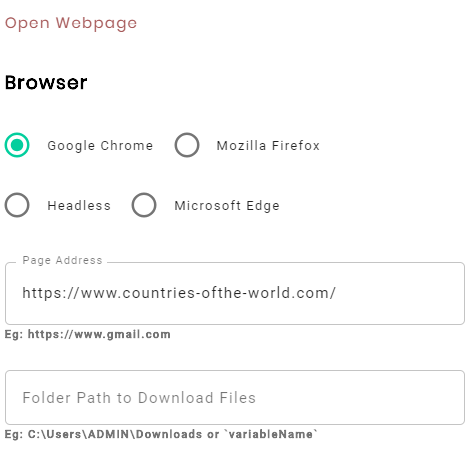 Open Webpage
Browser
Google Chrome Mozilla Firefox
Headless Microsoft Edge
Page Address
https://www.countries-ofthe-world.com/
Eg: https://www.gmail.com
Folder Path to Download Files
Eg: C:\Users\ADMIN\Downloads or `variableName`